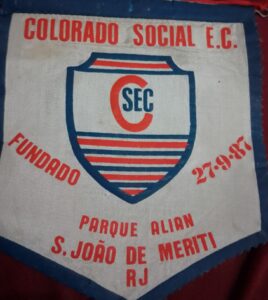 COLORADO SOCIAL E.C.
C
SEC
FUNDADO
27-9-87
PARQUE ALIAN
S. JOÃO DE MERITI
RJ